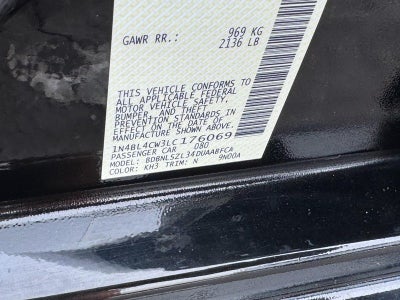 GAWR RR.: 969 KG
2136 LB
THIS VEHICLE CONFORMS TO
ALL APPLICABLE FEDERAL
MOTOR VEHICLE SAFETY,
BUMPER, AND THEFT
PREVENTION STANDARDS IN
EFFECT ON THE DATE OF
MANUFACTURE SHOWN ABOVE.
1N4BL4CW3LC176069
PASSENGER CAR 080
MODEL: BDBNLSZL34DUAABFCA
COLOR: KH3 TRIM: N 9N00A